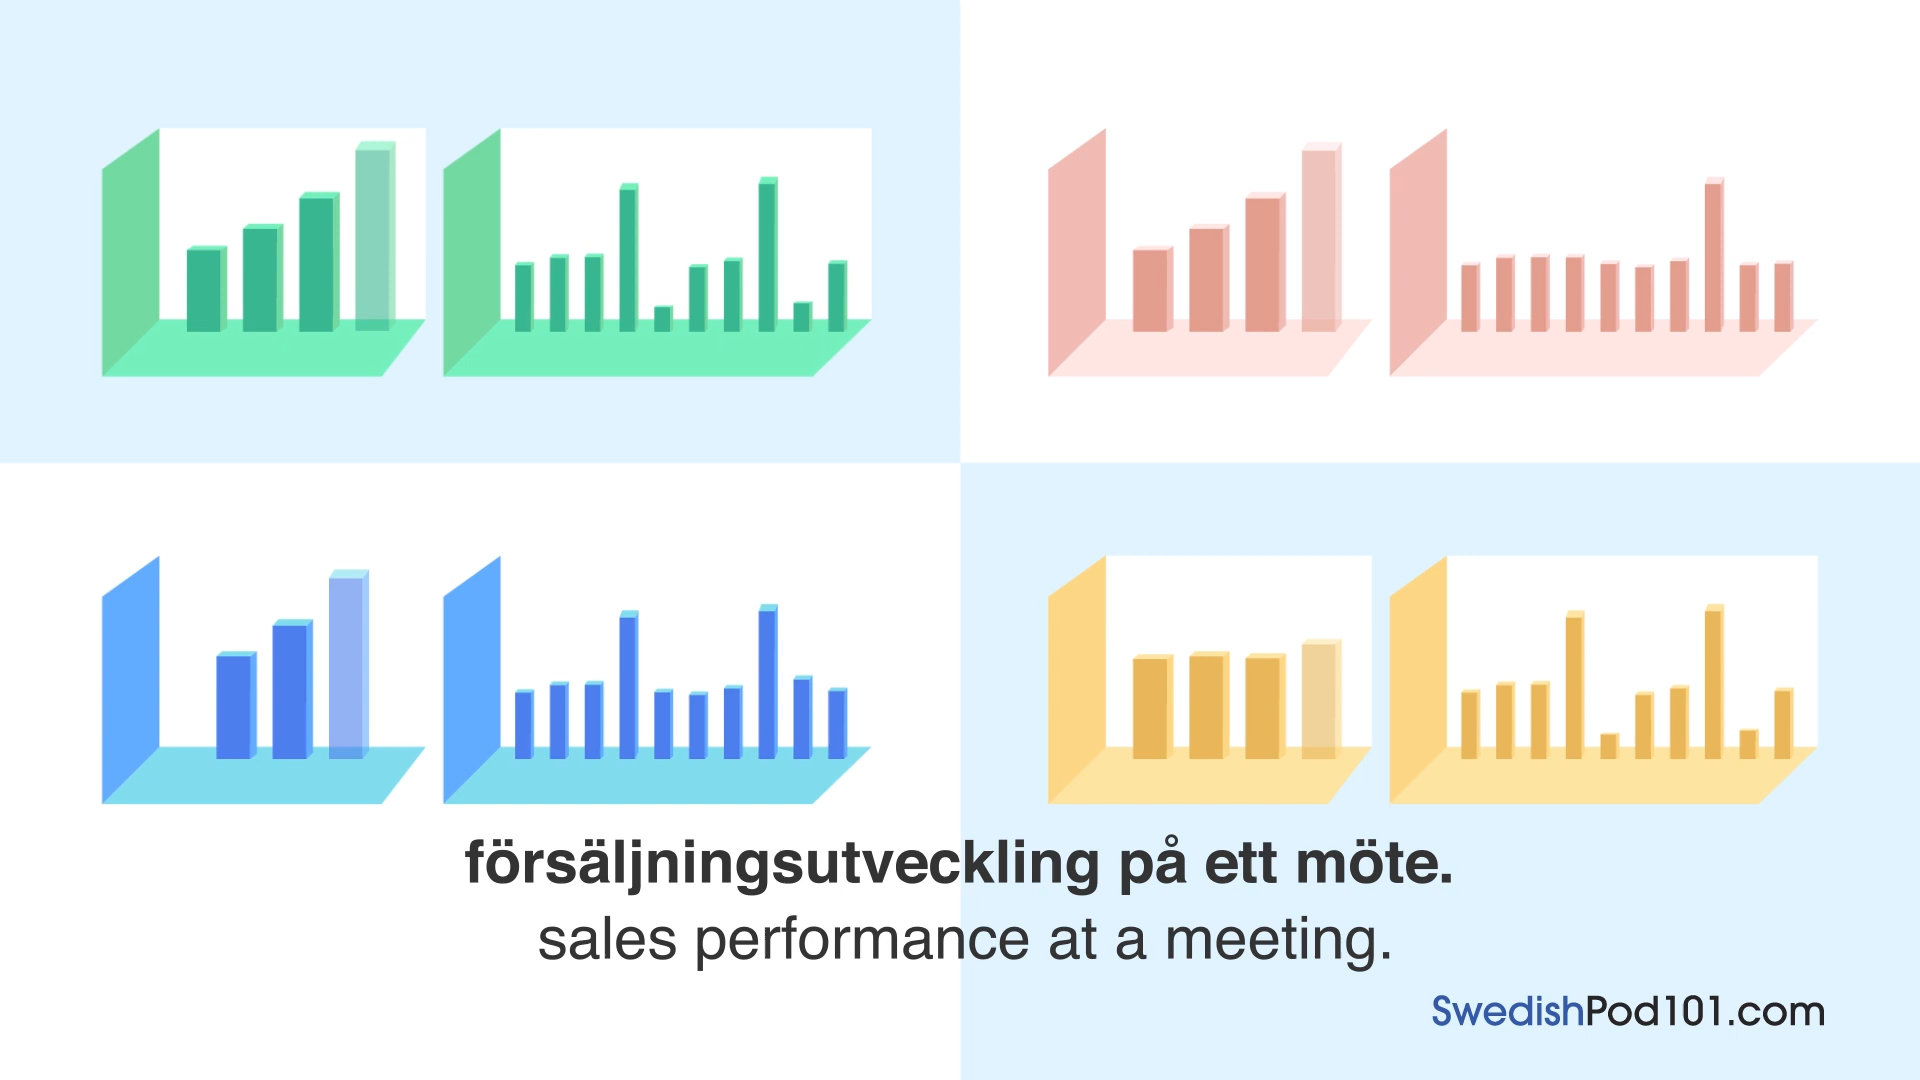 försäljningsutveckling på ett möte.
sales performance at a meeting.
SwedishPod101.com